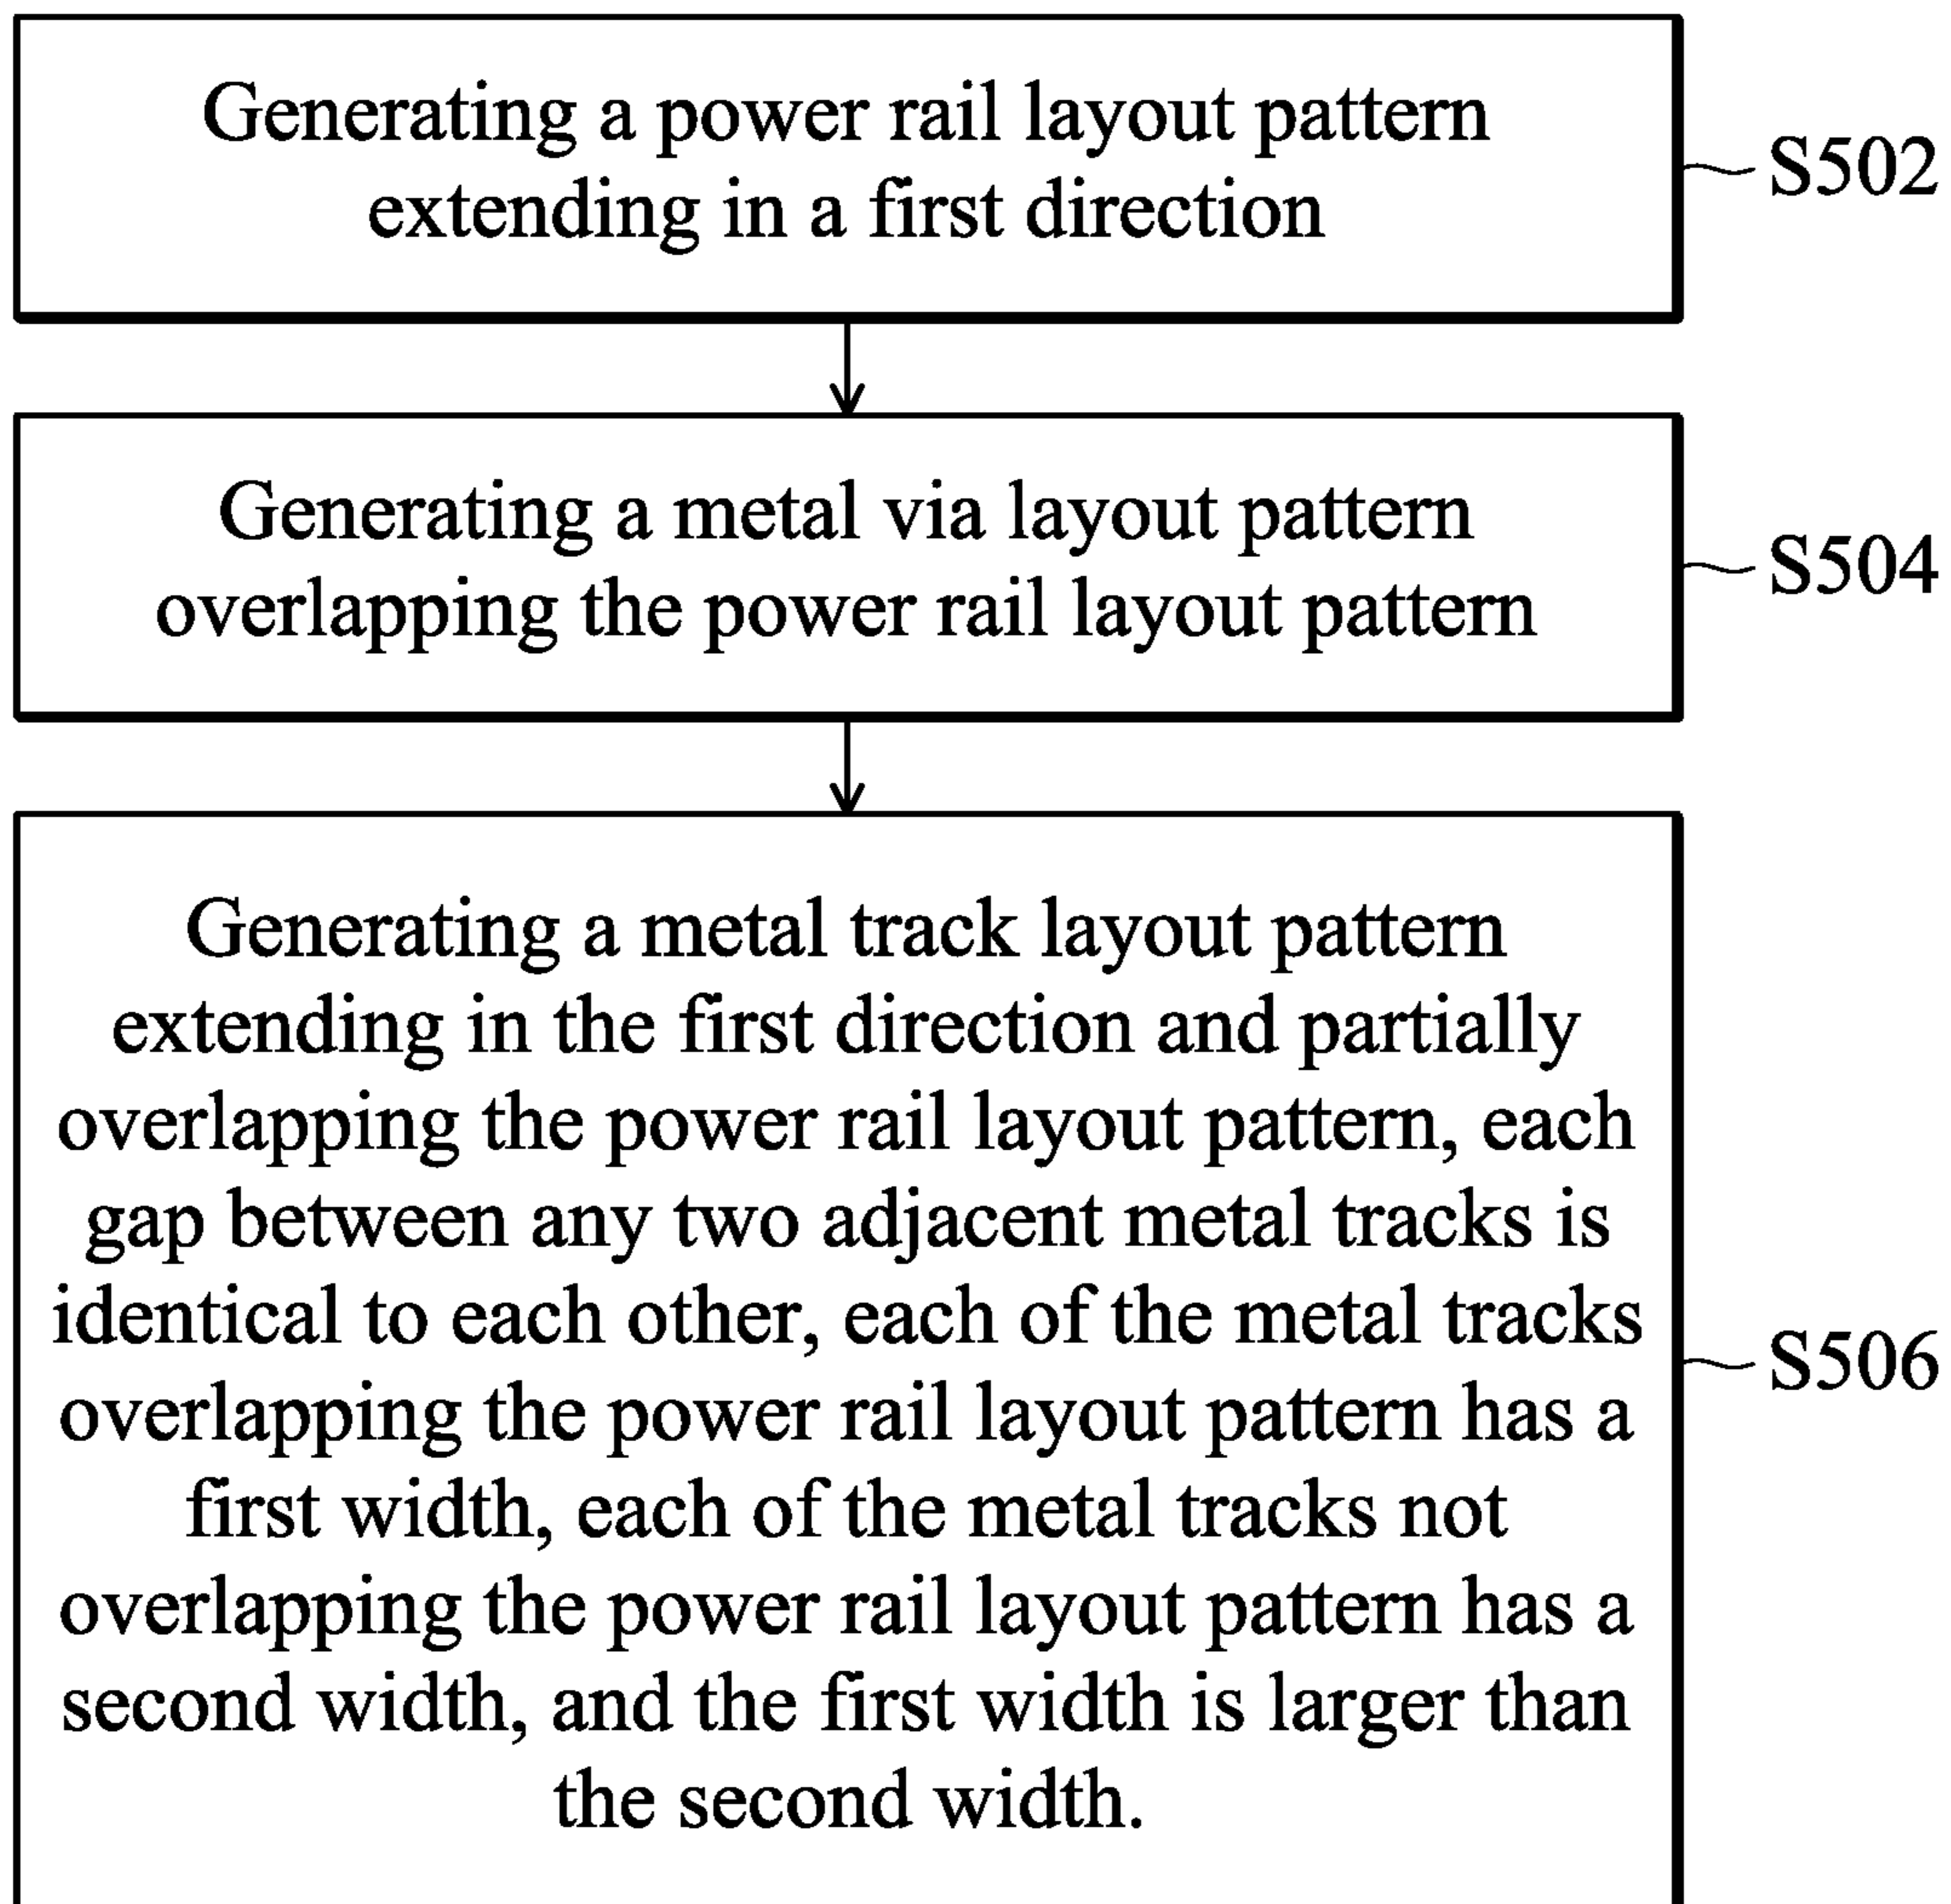 Generating a power rail layout pattern
extending in a first direction
S502
Generating a metal via layout pattern
overlapping the power rail layout pattern
S504
Generating a metal track layout pattern
extending in the first direction and partially
overlapping the power rail layout pattern, each
gap between any two adjacent metal tracks is
identical to each other, each of the metal tracks
overlapping the power rail layout pattern has a
first width, each of the metal tracks not
overlapping the power rail layout pattern has a
second width, and the first width is larger than
the second width.
S506